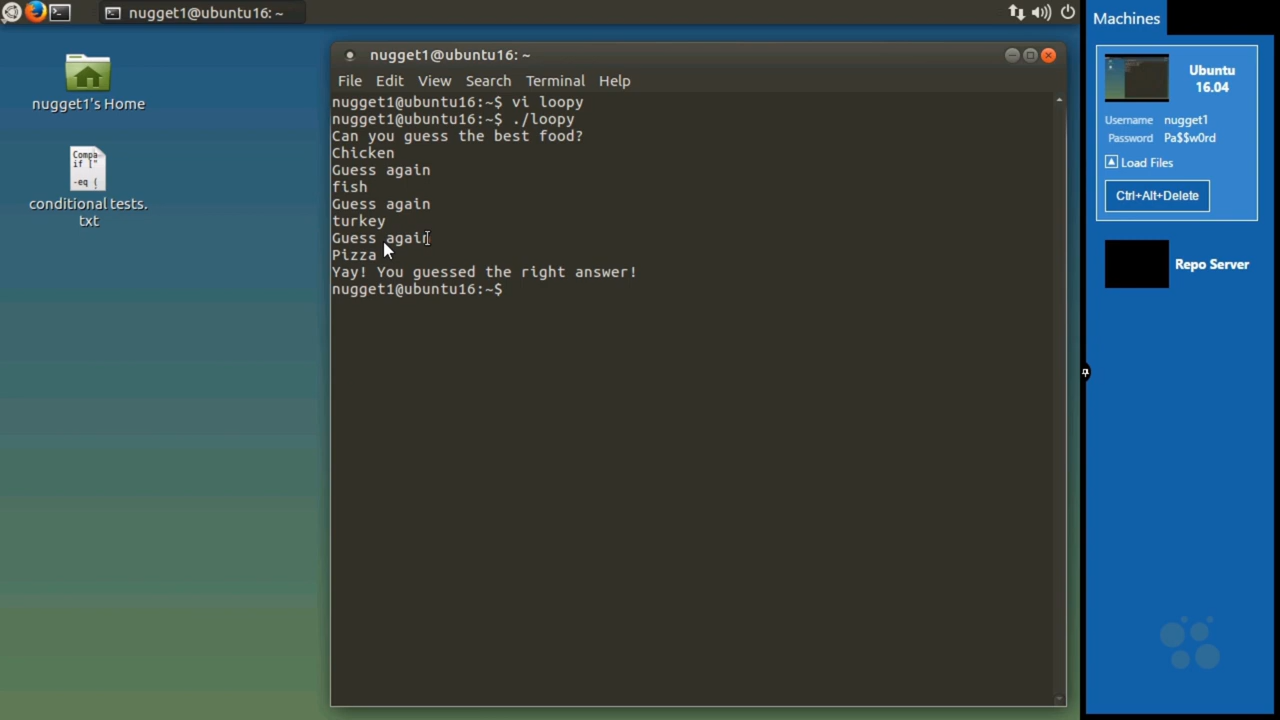 nugget1@ubuntu16: ~
Machines
nugget1's Home
conditional tests.
txt
Compa
if ["
-eq (
nugget1@ubuntu16: ~
File Edit View Search Terminal Help
nugget1@ubuntu16:~$ vi loopy
nugget1@ubuntu16:~$ ./loopy
Can you guess the best food?
Chicken
Guess again
fish
Guess again
turkey
Guess again
Pizza
Yay! You guessed the right answer!
nugget1@ubuntu16:~$
Ubuntu
16.04
Username nugget1
Password Pa$$w0rd
Load Files
Ctrl+Alt+Delete
Repo Server